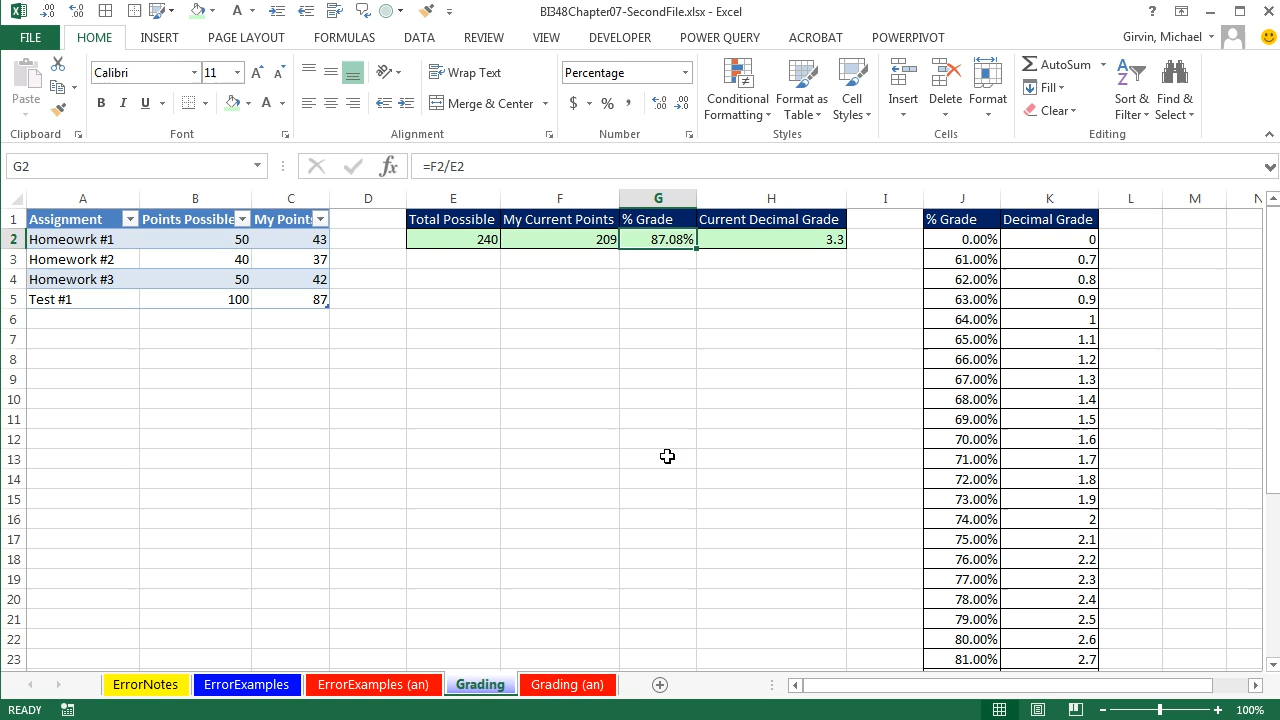 BI348Chapter07-SecondFile.xlsx - Excel
FILE HOME INSERT PAGE LAYOUT FORMULAS DATA REVIEW VIEW DEVELOPER POWER QUERY ACROBAT POWERPIVOT Girvin, Michael
Paste
Calibri 11
Wrap Text
Merge & Center
Percentage
Conditional Formatting
Format as Table
Cell Styles
Insert Delete Format
AutoSum
Fill
Clear
Sort & Filter
Find & Select
Clipboard Font Alignment Number Styles Cells Editing
G2 fx =F2/E2
A B C D E F G H I J K L M N
1 Assignment Points Possible My Points Total Possible My Current Points % Grade Current Decimal Grade % Grade Decimal Grade
2 Homeowrk #1 50 43 240 209 87.08% 3.3 0.00% 0
3 Homework #2 40 37 61.00% 0.7
4 Homework #3 50 42 62.00% 0.8
5 Test #1 100 87 63.00% 0.9
6 64.00% 1
7 65.00% 1.1
8 66.00% 1.2
9 67.00% 1.3
10 68.00% 1.4
11 69.00% 1.5
12 70.00% 1.6
13 71.00% 1.7
14 72.00% 1.8
15 73.00% 1.9
16 74.00% 2
17 75.00% 2.1
18 76.00% 2.2
19 77.00% 2.3
20 78.00% 2.4
21 79.00% 2.5
22 80.00% 2.6
23 81.00% 2.7
ErrorNotes ErrorExamples ErrorExamples (an) Grading Grading (an)
READY 100%